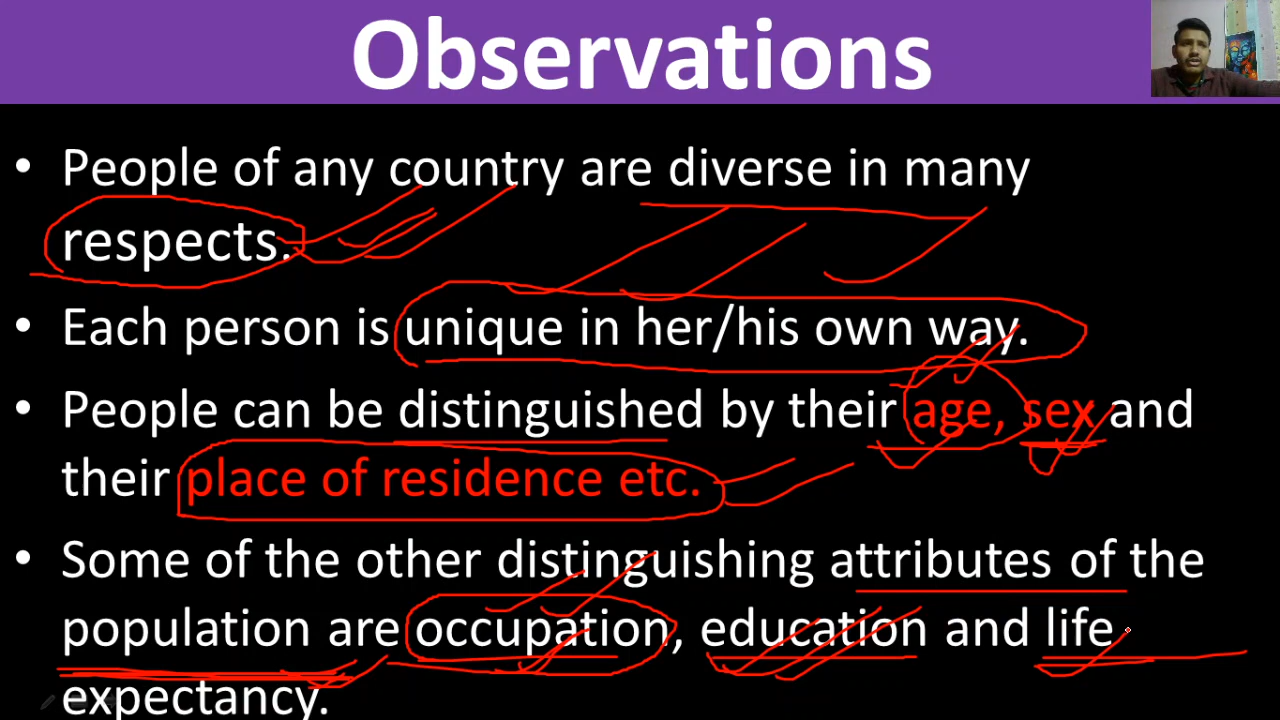 Observations
• People of any country are diverse in many
respects.
• Each person is unique in her/his own way.
• People can be distinguished by their age, sex and
their place of residence etc.
• Some of the other distinguishing attributes of the
population are occupation, education and life
expectancy.